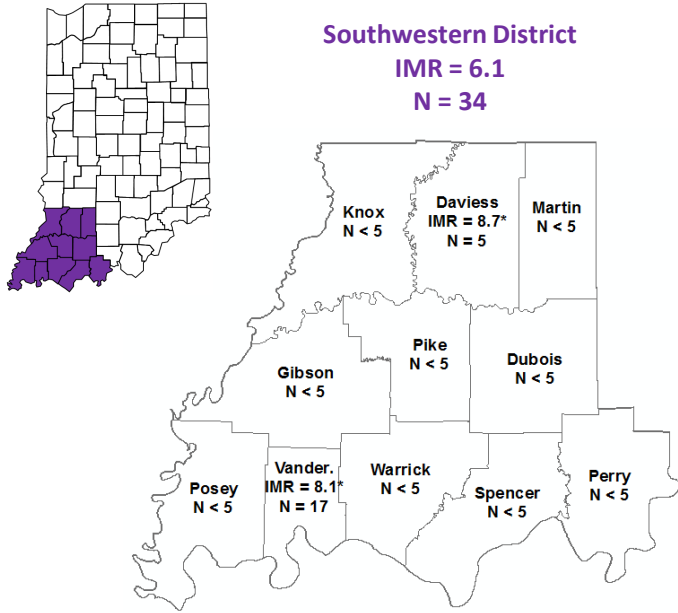 Southwestern District
IMR = 6.1
N = 34
Knox
N < 5
Daviess
IMR = 8.7*
N = 5
Martin
N < 5
Gibson
N < 5
Pike
N < 5
Dubois
N < 5
Posey
N < 5
Vander.
IMR = 8.1*
N = 17
Warrick
N < 5
Spencer
N < 5
Perry
N < 5